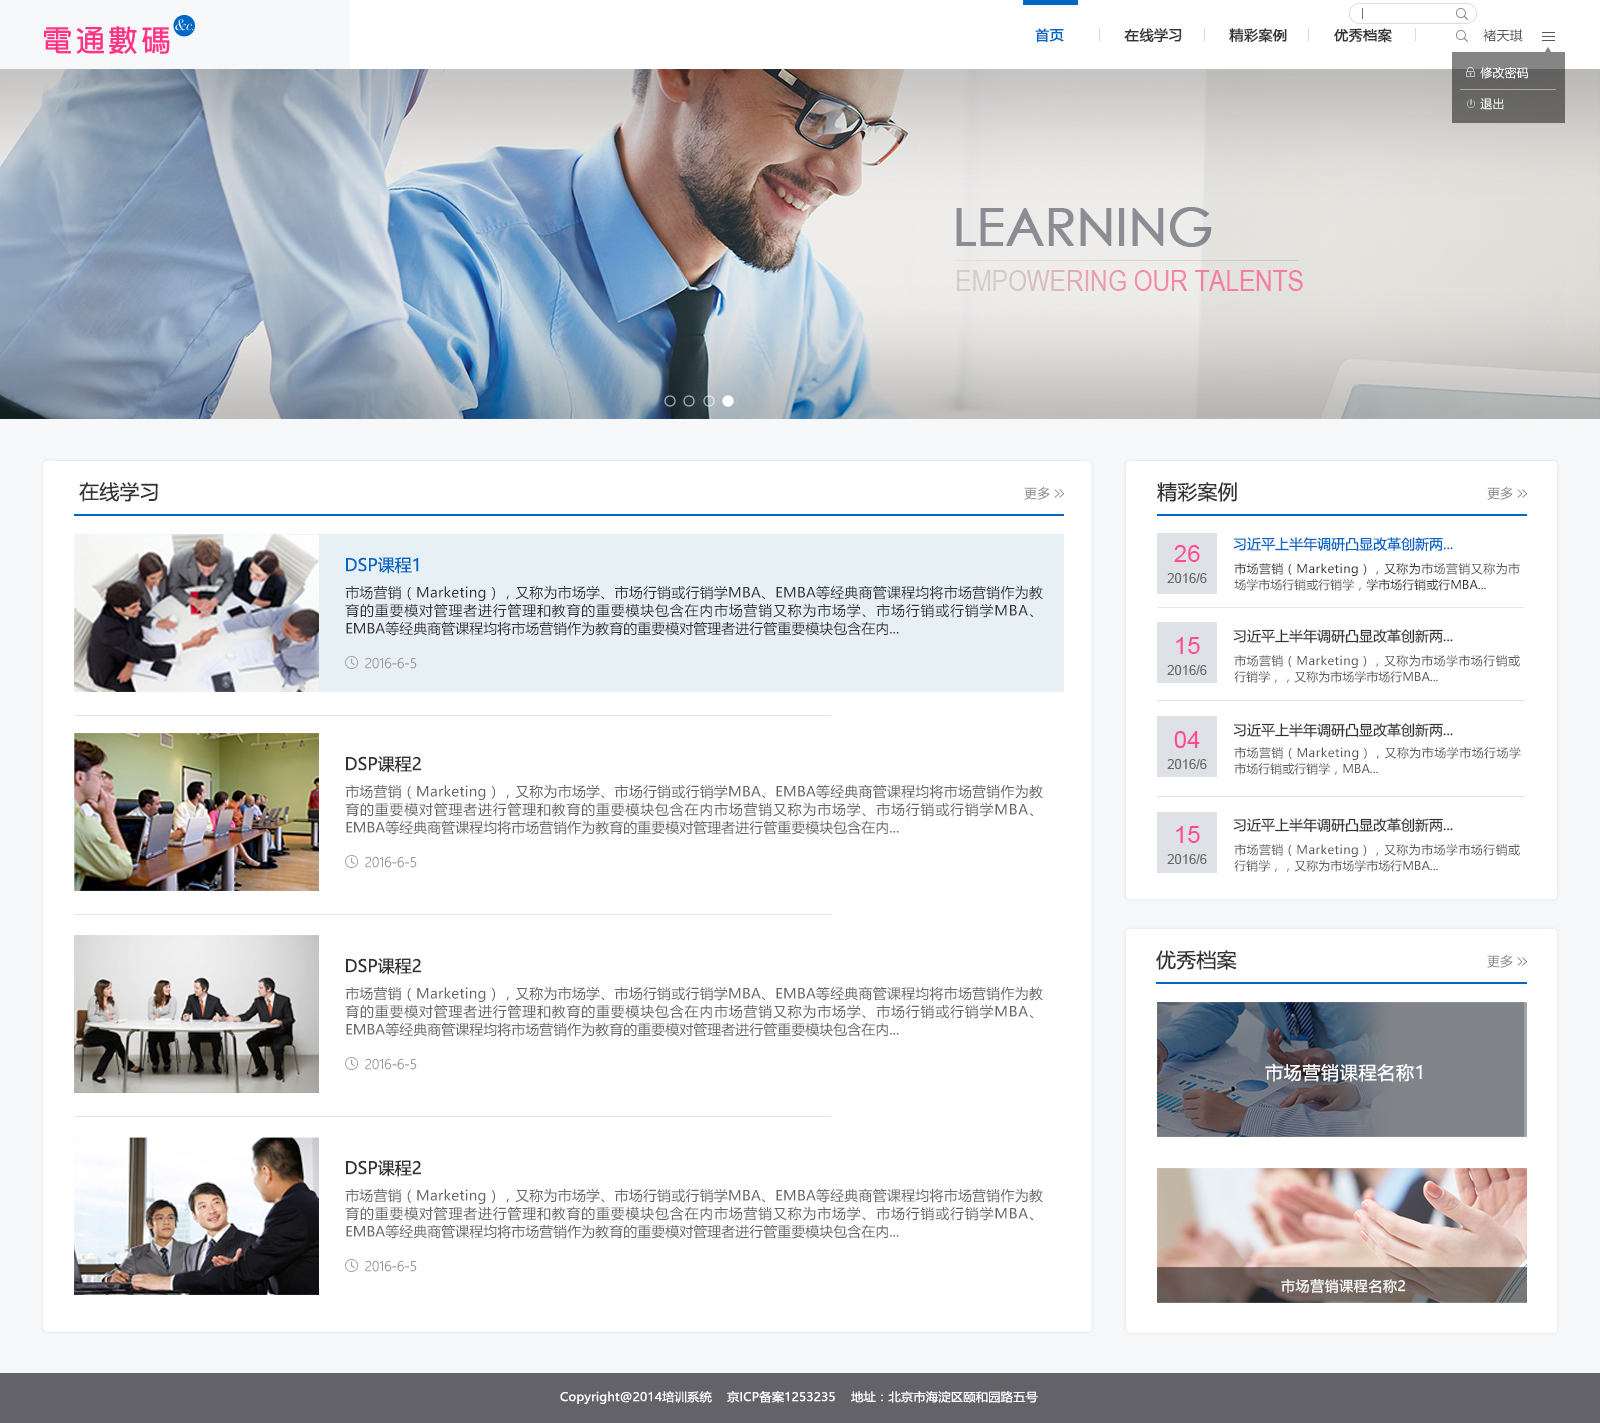 電通數碼 &c.
首页 在线学习 精彩案例 优秀档案 褚天琪
修改密码
退出
LEARNING
EMPOWERING OUR TALENTS
在线学习 更多
DSP课程1
市场营销（Marketing），又称为市场学、市场行销或行销学MBA、EMBA等经典商管课程均将市场营销作为教
育的重要模对管理者进行管理和教育的重要模块包含在内市场营销又称为市场学、市场行销或行销学MBA、
EMBA等经典商管课程均将市场营销作为教育的重要模对管理者进行管重要模块包含在内...
2016-6-5
DSP课程2
市场营销（Marketing），又称为市场学、市场行销或行销学MBA、EMBA等经典商管课程均将市场营销作为教
育的重要模对管理者进行管理和教育的重要模块包含在内市场营销又称为市场学、市场行销或行销学MBA、
EMBA等经典商管课程均将市场营销作为教育的重要模对管理者进行管重要模块包含在内...
2016-6-5
DSP课程2
市场营销（Marketing），又称为市场学、市场行销或行销学MBA、EMBA等经典商管课程均将市场营销作为教
育的重要模对管理者进行管理和教育的重要模块包含在内市场营销又称为市场学、市场行销或行销学MBA、
EMBA等经典商管课程均将市场营销作为教育的重要模对管理者进行管重要模块包含在内...
2016-6-5
DSP课程2
市场营销（Marketing），又称为市场学、市场行销或行销学MBA、EMBA等经典商管课程均将市场营销作为教
育的重要模对管理者进行管理和教育的重要模块包含在内市场营销又称为市场学、市场行销或行销学MBA、
EMBA等经典商管课程均将市场营销作为教育的重要模对管理者进行管重要模块包含在内...
2016-6-5
精彩案例 更多
26
2016/6
习近平上半年调研凸显改革创新两...
市场营销（Marketing），又称为市场营销又称为市
场学市场行销或行销学，学市场行销或行MBA...
15
2016/6
习近平上半年调研凸显改革创新两...
市场营销（Marketing），又称为市场学市场行销或
行销学，，又称为市场学市场行MBA...
04
2016/6
习近平上半年调研凸显改革创新两...
市场营销（Marketing），又称为市场学市场行场学
市场行销或行销学，MBA...
15
2016/6
习近平上半年调研凸显改革创新两...
市场营销（Marketing），又称为市场学市场行销或
行销学，，又称为市场学市场行MBA...
优秀档案 更多
市场营销课程名称1
市场营销课程名称2
Copyright@2014培训系统 京ICP备案1253235 地址：北京市海淀区颐和园路五号